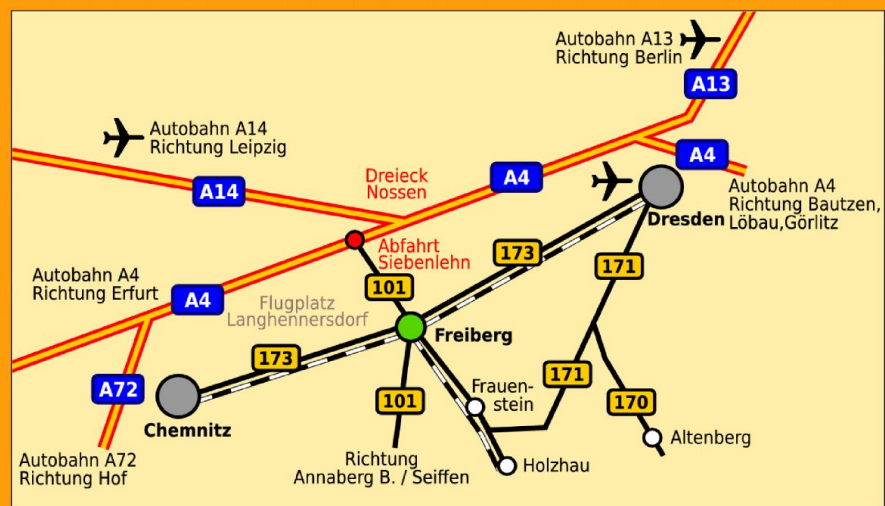 Autobahn A13
Richtung Berlin
A13
Autobahn A14
Richtung Leipzig
A4
Dreieck
Nossen
A4
A14
Autobahn A4
Richtung Bautzen,
Löbau,Görlitz
Dresden
Abfahrt
Siebenlehn
173
171
Autobahn A4
Richtung Erfurt
A4
101
Flugplatz
Langhennersdorf
Freiberg
173
171
A72
Frauen-
stein
101
170
Chemnitz
Altenberg
Autobahn A72
Richtung Hof
Richtung
Annaberg B. / Seiffen
Holzhau